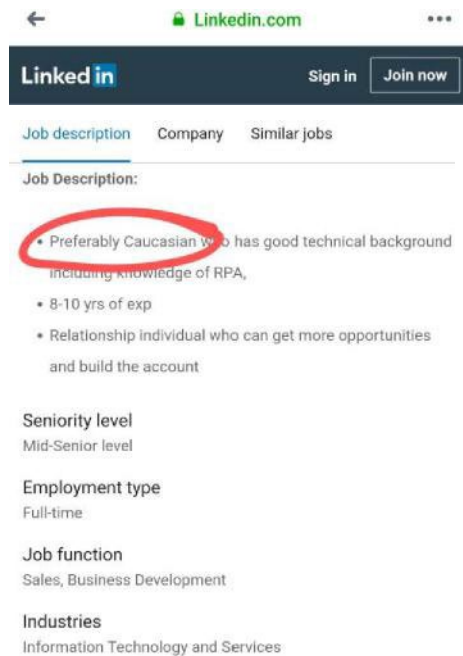 Linkedin.com
Linked in
Sign in
Join now
Job description Company Similar jobs
Job Description:
• Preferably Caucasian who has good technical background
including knowledge of RPA,
• 8-10 yrs of exp
• Relationship individual who can get more opportunities
and build the account
Seniority level
Mid-Senior level
Employment type
Full-time
Job function
Sales, Business Development
Industries
Information Technology and Services